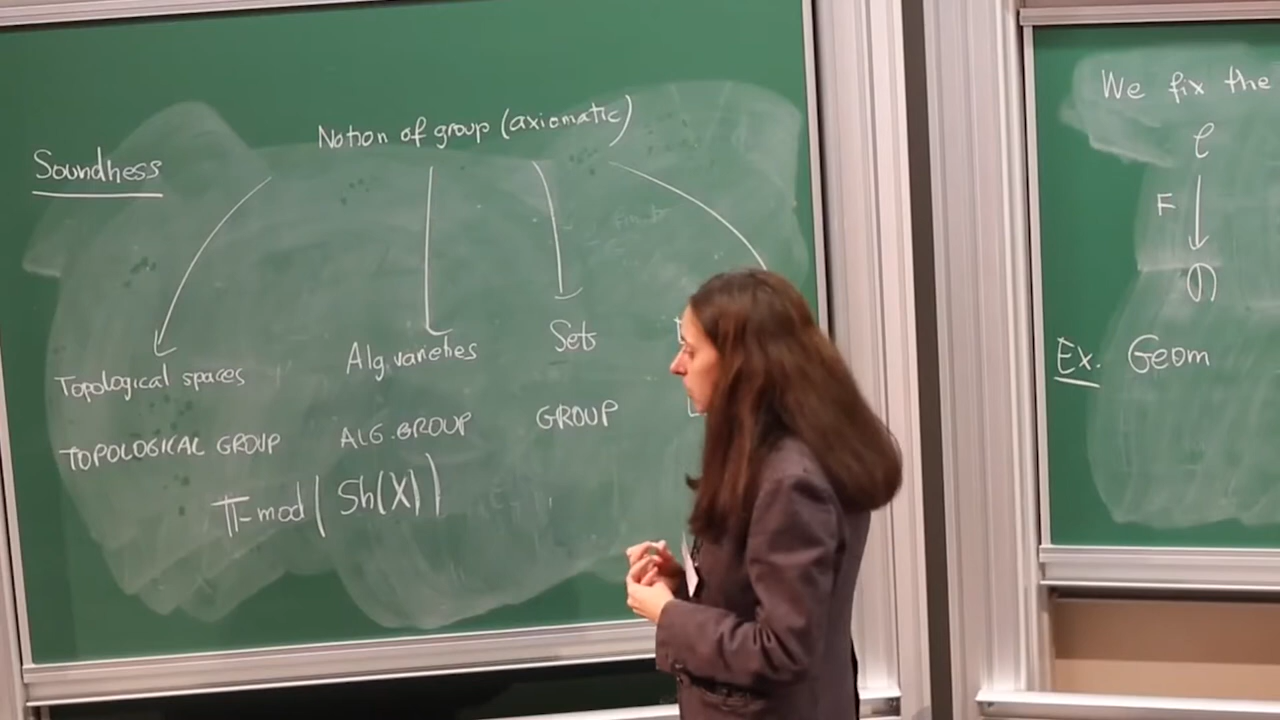 Notion of group (axiomatic)
Soundness
Topological spaces
Alg. varieties
Sets
TOPOLOGICAL GROUP
ALG. GROUP
GROUP
𝕋-mod (Sh(X))
We fix the
F
Ex. Geom